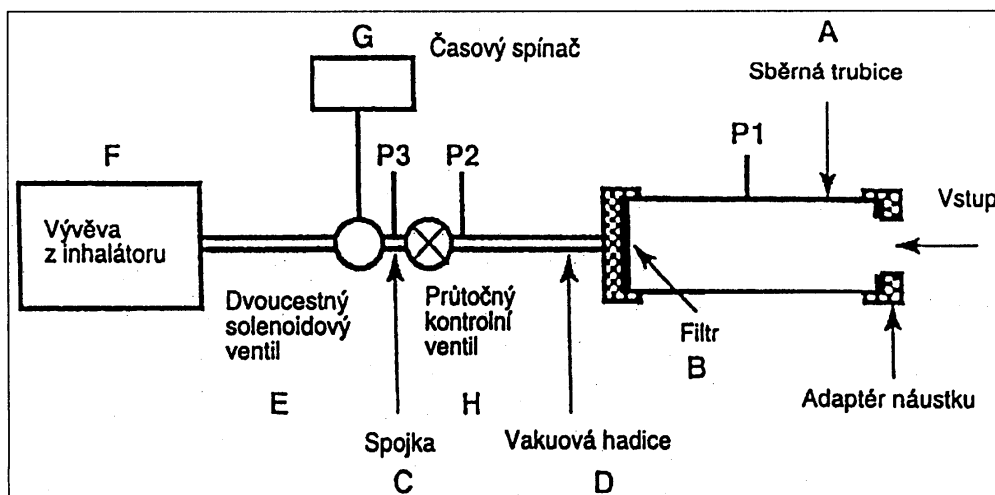 G
Časový spínač
A
Sběrná trubice
F
P3
P2
P1
Vstup
Vývěva
z inhalátoru
Dvoucestný
solenoidový
ventil
Průtočný
kontrolní
ventil
Filtr
B
E
H
Adaptér náustku
Spojka
Vakuová hadice
C
D